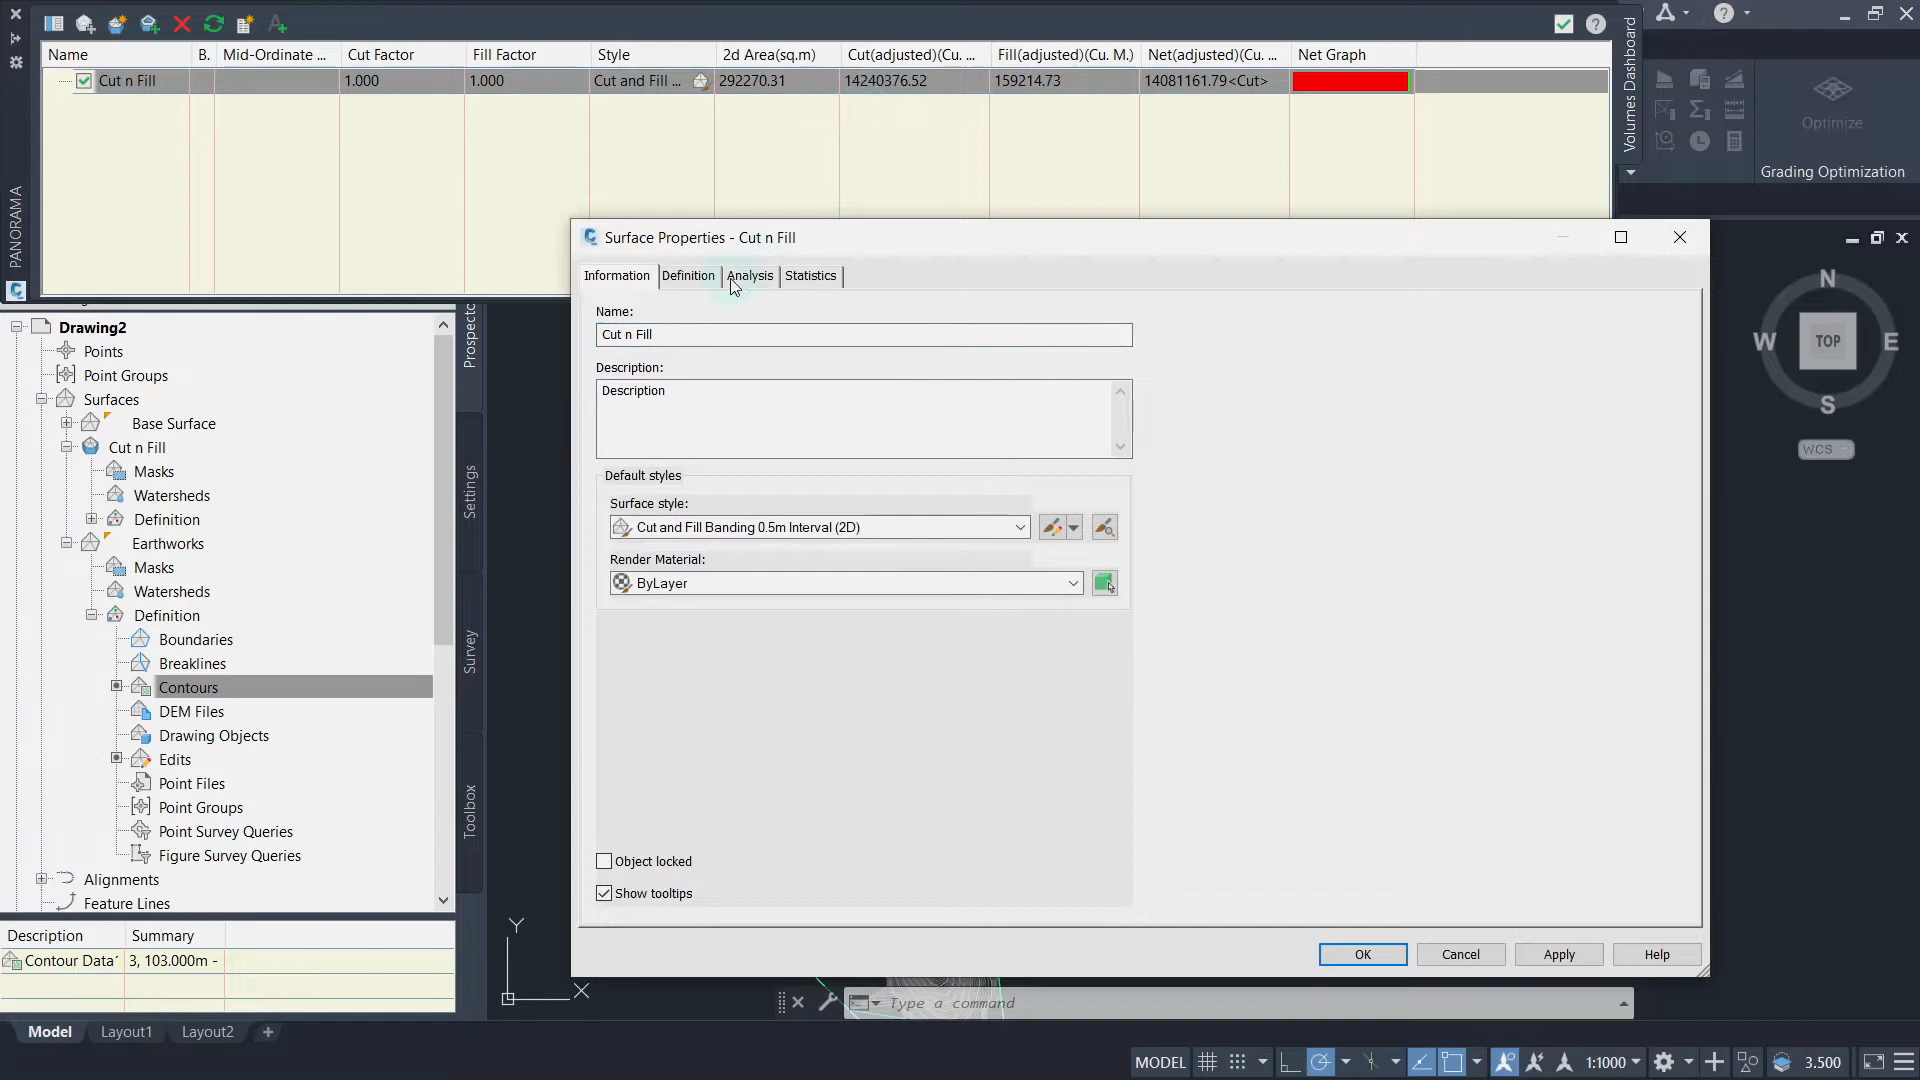 Name B. Mid-Ordinate ... Cut Factor Fill Factor Style 2d Area(sq.m) Cut(adjusted)(Cu. ... Fill(adjusted)(Cu. M.) Net(adjusted)(Cu. ... Net Graph
Cut n Fill 1.000 1.000 Cut and Fill ... 292270.31 14240376.52 159214.73 14081161.79<Cut>
Volumes Dashboard
Optimize
Grading Optimization
PANORAMA
Surface Properties - Cut n Fill
Information Definition Analysis Statistics
Name:
Cut n Fill
Description:
Description
Default styles
Surface style:
Cut and Fill Banding 0.5m Interval (2D)
Render Material:
ByLayer
Object locked
Show tooltips
OK Cancel Apply Help
Drawing2
Points
Point Groups
Surfaces
Base Surface
Cut n Fill
Masks
Watersheds
Definition
Earthworks
Masks
Watersheds
Definition
Boundaries
Breaklines
Contours
DEM Files
Drawing Objects
Edits
Point Files
Point Groups
Point Survey Queries
Figure Survey Queries
Alignments
Feature Lines
Prospecto
Settings
Survey
Toolbox
Description Summary
Contour Data 3, 103.000m -
N
W TOP E
S
WCS
Y
X
Type a command
Model Layout1 Layout2 +
MODEL 1:1000 3.500